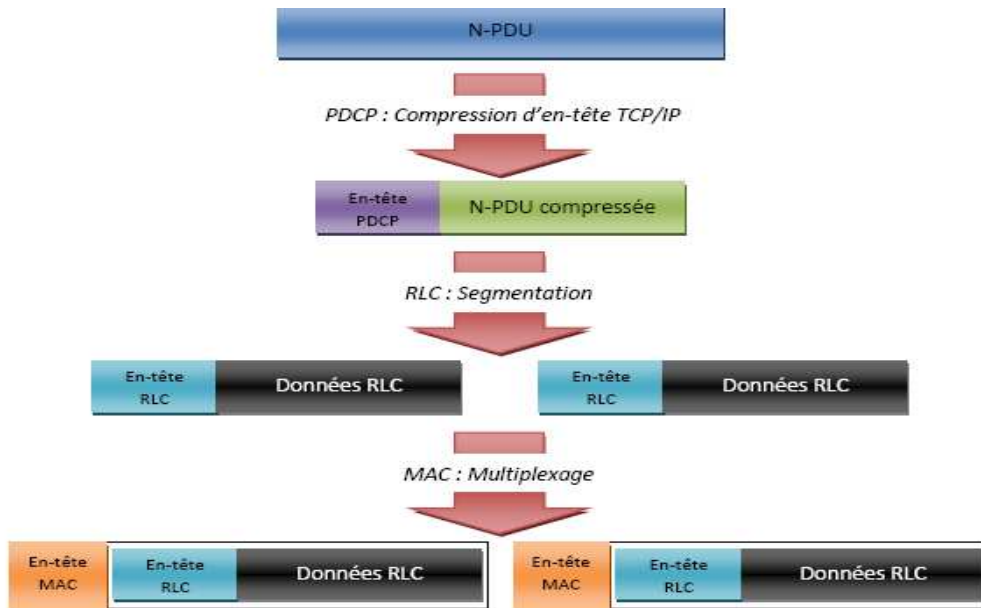 N-PDU
PDCP : Compression d'en-tête TCP/IP
En-tête
PDCP
N-PDU compressée
RLC : Segmentation
En-tête
RLC
Données RLC
En-tête
RLC
Données RLC
MAC : Multiplexage
En-tête
MAC
En-tête
RLC
Données RLC
En-tête
MAC
En-tête
RLC
Données RLC